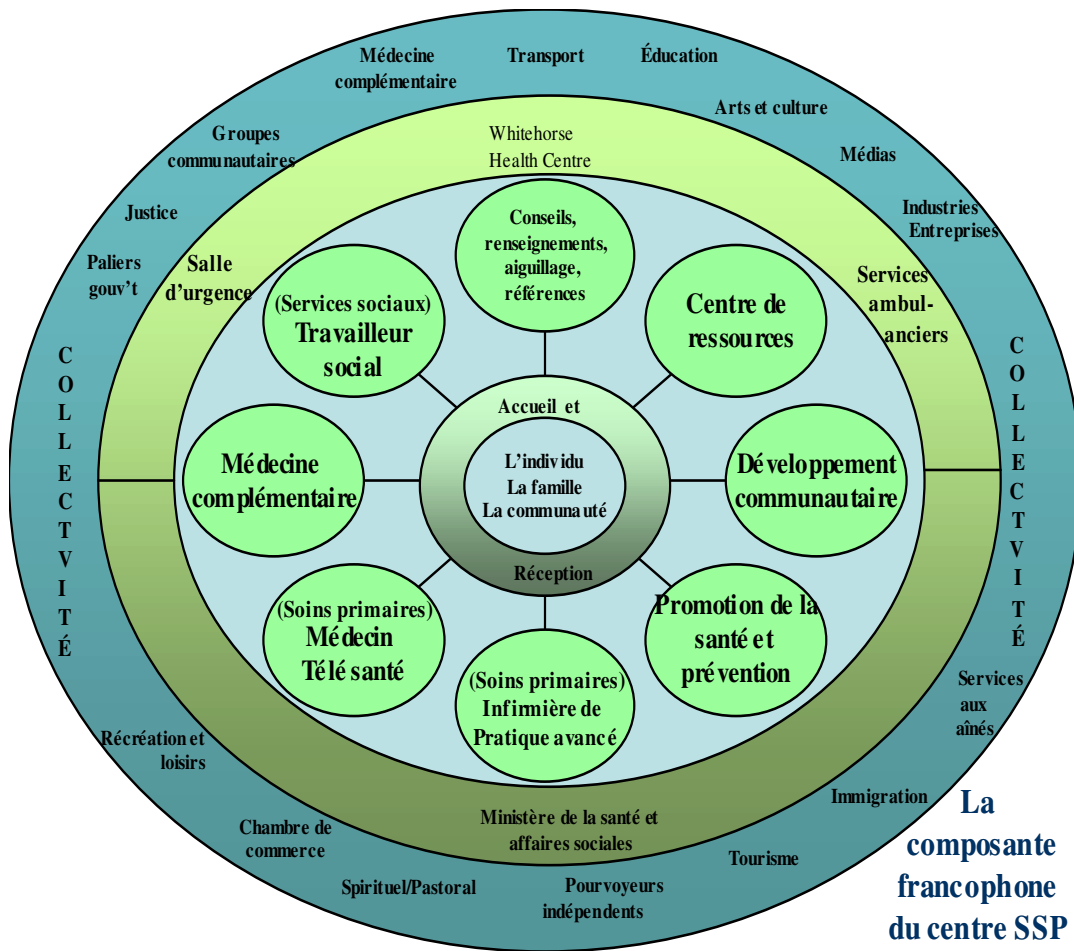 Médecine
complémentaire
Transport
Éducation
Arts et culture
Groupes
communautaires
Médias
Justice
Industries
Entreprises
Paliers
gouv't
COLLECTVITÉ
COLLECTVITÉ
Whitehorse
Health Centre
Salle
d'urgence
Services
ambul-
anciers
Conseils,
renseignements,
aiguillage,
références
(Services sociaux)
Travailleur
social
Centre de
ressources
Accueil et
L'individu
La famille
La communauté
Réception
Médecine
complémentaire
Développement
communautaire
(Soins primaires)
Médecin
Télé santé
Promotion de la
santé et
prévention
(Soins primaires)
Infirmière de
Pratique avancé
Ministère de la santé et
affaires sociales
Services
aux
aînés
Récréation et
loisirs
Immigration
Chambre de
commerce
Tourisme
Spirituel/Pastoral
Pourvoyeurs
indépendents
La
composante
francophone
du centre SSP